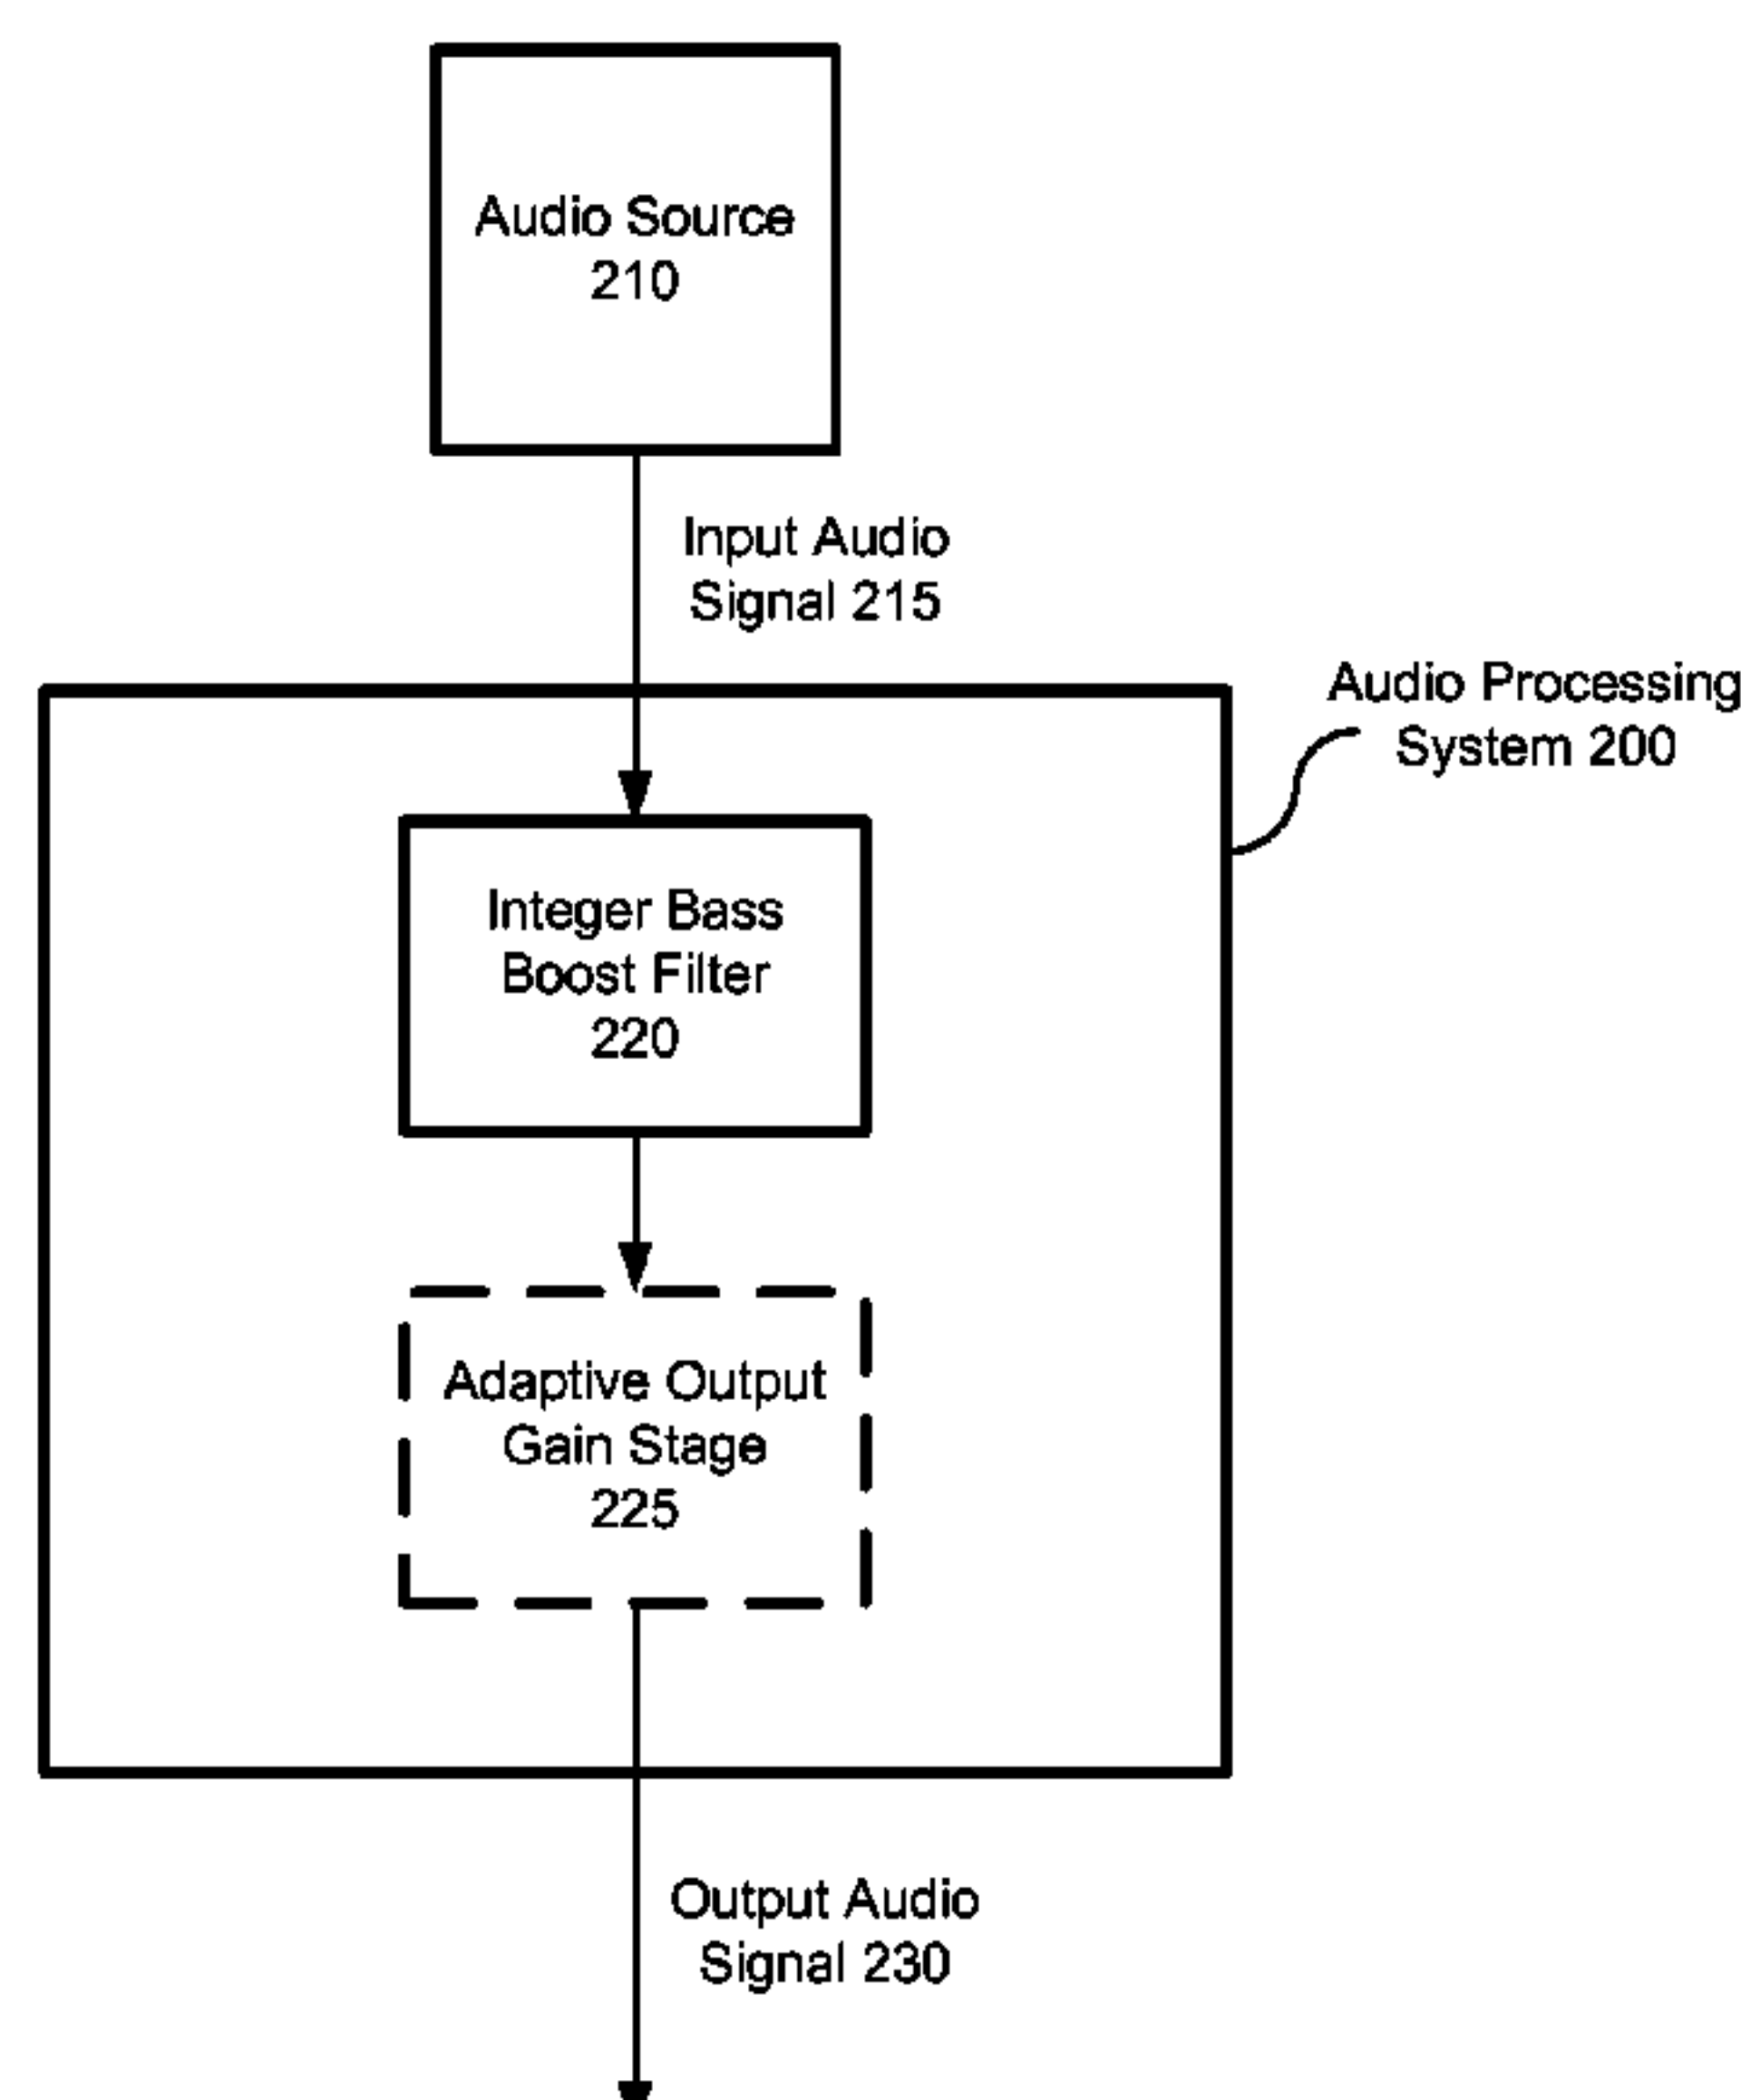 Audio Source
210
Input Audio
Signal 215
Audio Processing
System 200
Integer Bass
Boost Filter
220
Adaptive Output
Gain Stage
225
Output Audio
Signal 230